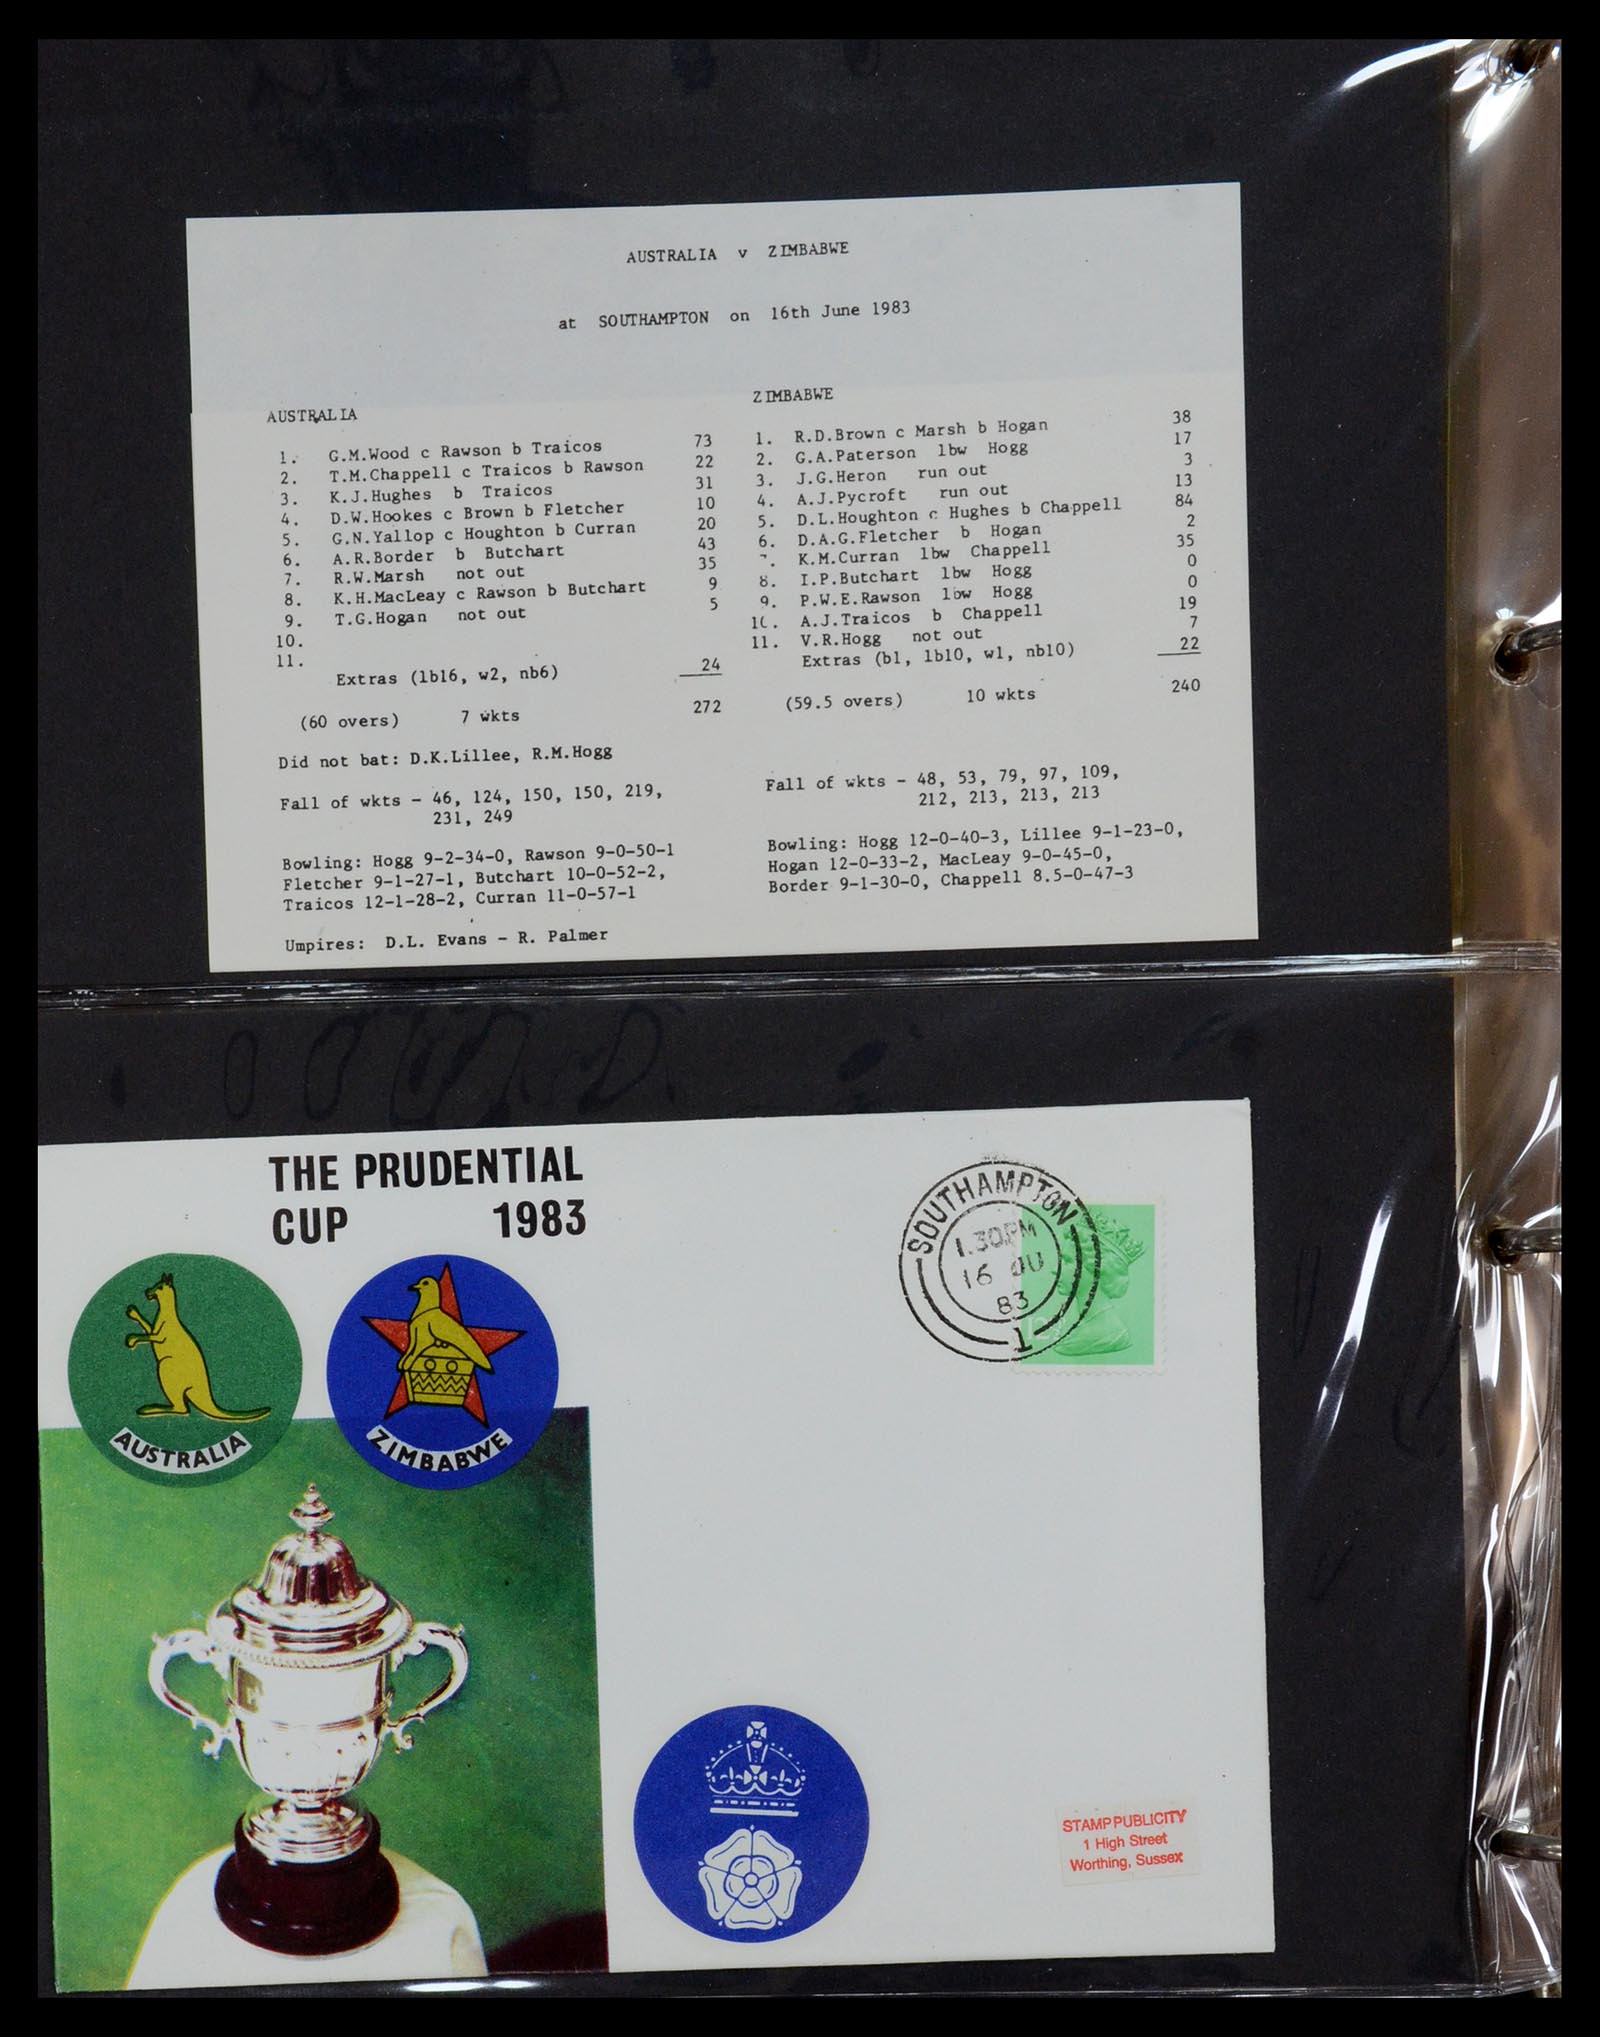 AUSTRALIA v ZIMBABWE
at SOUTHAMPTON on 16th June 1983
AUSTRALIA
1. G.M.Wood c Rawson b Traicos 73
2. T.M.Chappell c Traicos b Rawson 22
3. K.J.Hughes b Traicos 31
4. D.W.Hookes c Brown b Fletcher 10
5. G.N.Yallop c Houghton b Curran 20
6. A.R.Border b Butchart 43
7. R.W.Marsh not out 35
8. K.H.MacLeay c Rawson b Butchart 9
9. T.G.Hogan not out 5
10.
11.
Extras (lb16, w2, nb6) 24
(60 overs) 7 wkts 272
Did not bat: D.K.Lillee, R.M.Hogg
Fall of wkts - 46, 124, 150, 150, 219,
231, 249
Bowling: Hogg 9-2-34-0, Rawson 9-0-50-1
Fletcher 9-1-27-1, Butchart 10-0-52-2,
Traicos 12-1-28-2, Curran 11-0-57-1
Umpires: D.L. Evans - R. Palmer
ZIMBABWE
1. R.D.Brown c Marsh b Hogan 38
2. G.A.Paterson lbw Hogg 17
3. J.G.Heron run out 3
4. A.J.Pycroft run out 13
5. D.L.Houghton c Hughes b Chappell 84
6. D.A.G.Fletcher b Hogan 2
7. K.M.Curran lbw Chappell 35
8. I.P.Butchart lbw Hogg 0
9. P.W.E.Rawson lbw Hogg 0
10. A.J.Traicos b Chappell 19
11. V.R.Hogg not out 7
Extras (b1, lb10, w1, nb10) 22
(59.5 overs) 10 wkts 240
Fall of wkts - 48, 53, 79, 97, 109,
212, 213, 213, 213
Bowling: Hogg 12-0-40-3, Lillee 9-1-23-0,
Hogan 12-0-33-2, MacLeay 9-0-45-0,
Border 9-1-30-0, Chappell 8.5-0-47-3
THE PRUDENTIAL
CUP 1983
AUSTRALIA
ZIMBABWE
SOUTHAMPTON
1.30PM
16 JU
83
1
STAMP PUBLICITY
1 High Street
Worthing, Sussex